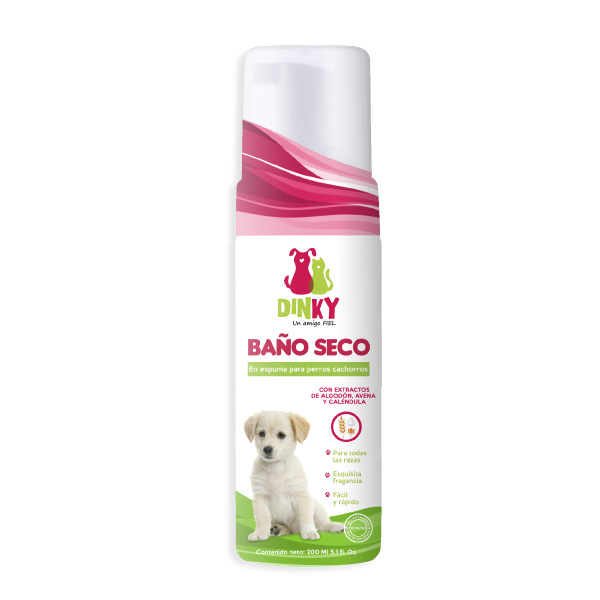 DINKY
Un amigo FIEL
BAÑO SECO
En espuma para perros cachorros
CON EXTRACTOS
DE ALGODÓN, AVENA
Y CALÉNDULA
Para todas
las razas
Exquisita
fragancia
Fácil
y rápido
Contenido neto: 200 Ml 5.1 fl. Oz.